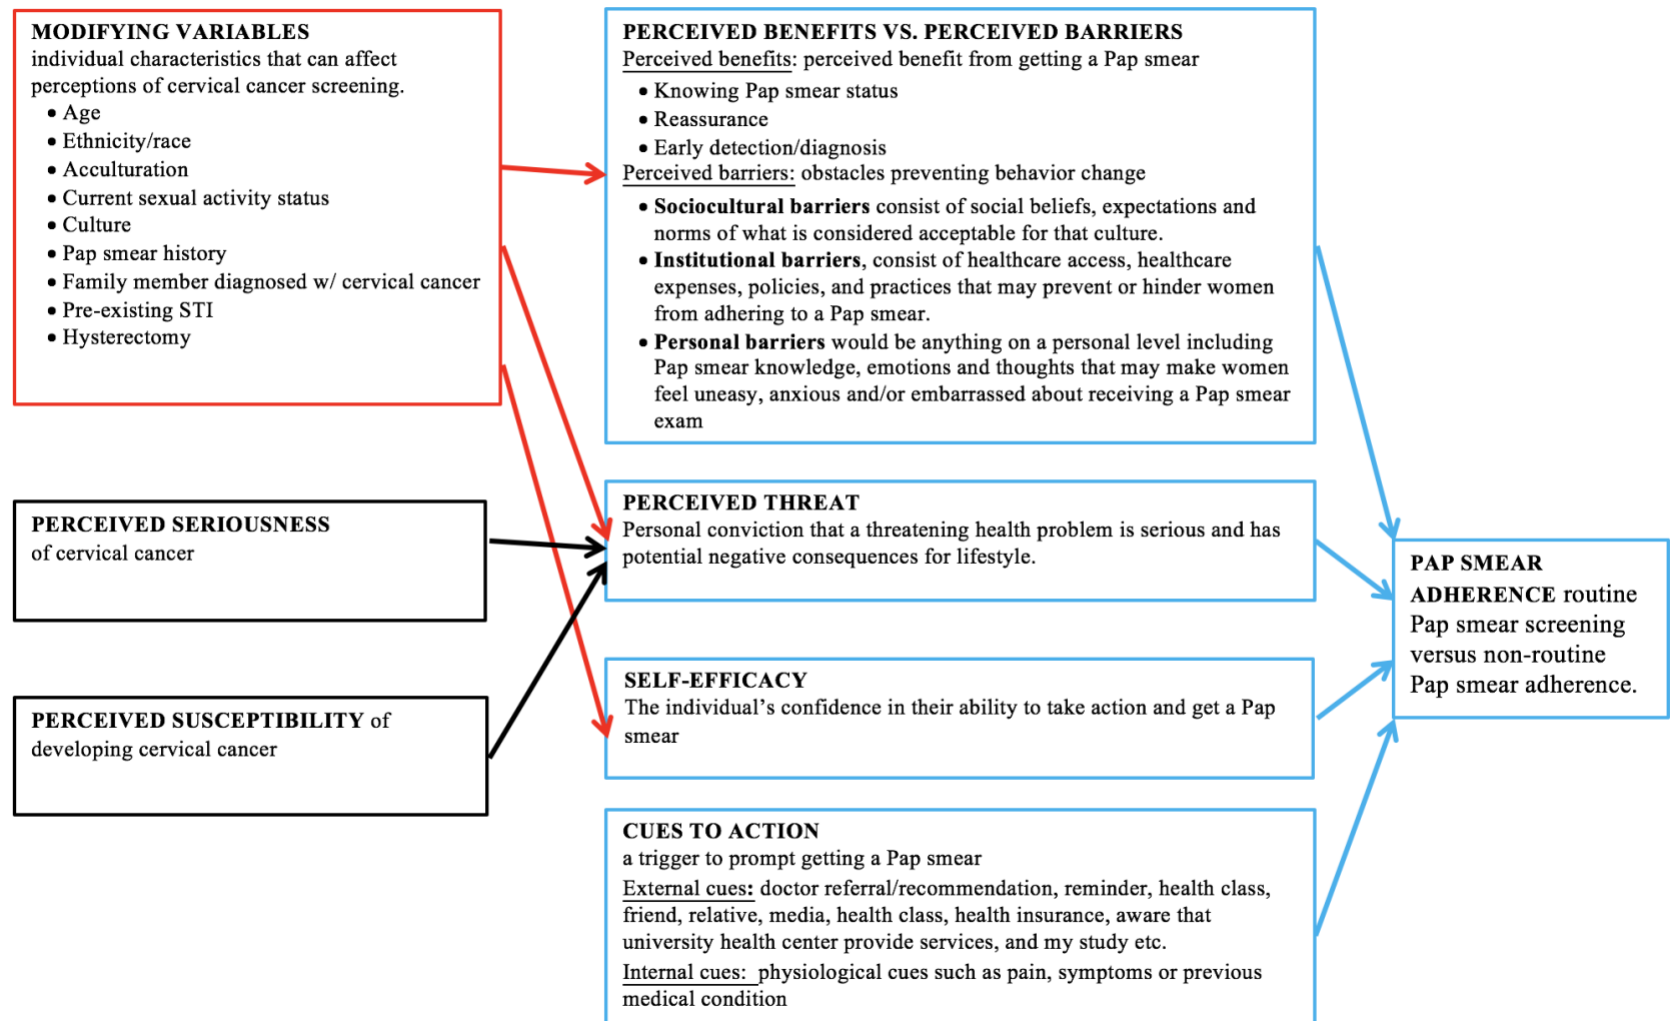 MODIFYING VARIABLES
individual characteristics that can affect
perceptions of cervical cancer screening.
• Age
• Ethnicity/race
• Acculturation
• Current sexual activity status
• Culture
• Pap smear history
• Family member diagnosed w/ cervical cancer
• Pre-existing STI
• Hysterectomy
PERCEIVED SERIOUSNESS
of cervical cancer
PERCEIVED SUSCEPTIBILITY of
developing cervical cancer
PERCEIVED BENEFITS VS. PERCEIVED BARRIERS
Perceived benefits: perceived benefit from getting a Pap smear
• Knowing Pap smear status
• Reassurance
• Early detection/diagnosis
Perceived barriers: obstacles preventing behavior change
• Sociocultural barriers consist of social beliefs, expectations and
norms of what is considered acceptable for that culture.
• Institutional barriers, consist of healthcare access, healthcare
expenses, policies, and practices that may prevent or hinder women
from adhering to a Pap smear.
• Personal barriers would be anything on a personal level including
Pap smear knowledge, emotions and thoughts that may make women
feel uneasy, anxious and/or embarrassed about receiving a Pap smear
exam
PERCEIVED THREAT
Personal conviction that a threatening health problem is serious and has
potential negative consequences for lifestyle.
SELF-EFFICACY
The individual's confidence in their ability to take action and get a Pap
smear
CUES TO ACTION
a trigger to prompt getting a Pap smear
External cues: doctor referral/recommendation, reminder, health class,
friend, relative, media, health class, health insurance, aware that
university health center provide services, and my study etc.
Internal cues: physiological cues such as pain, symptoms or previous
medical condition
PAP SMEAR
ADHERENCE routine
Pap smear screening
versus non-routine
Pap smear adherence.